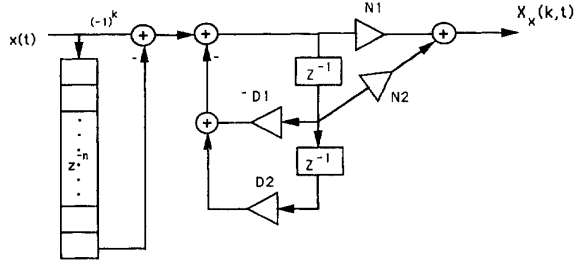 x(t)
(-1)^k
+
-
+
-
N1
+
X_x(k,t)
z^-1
N2
- D1
+
z^-n
z^-1
D2